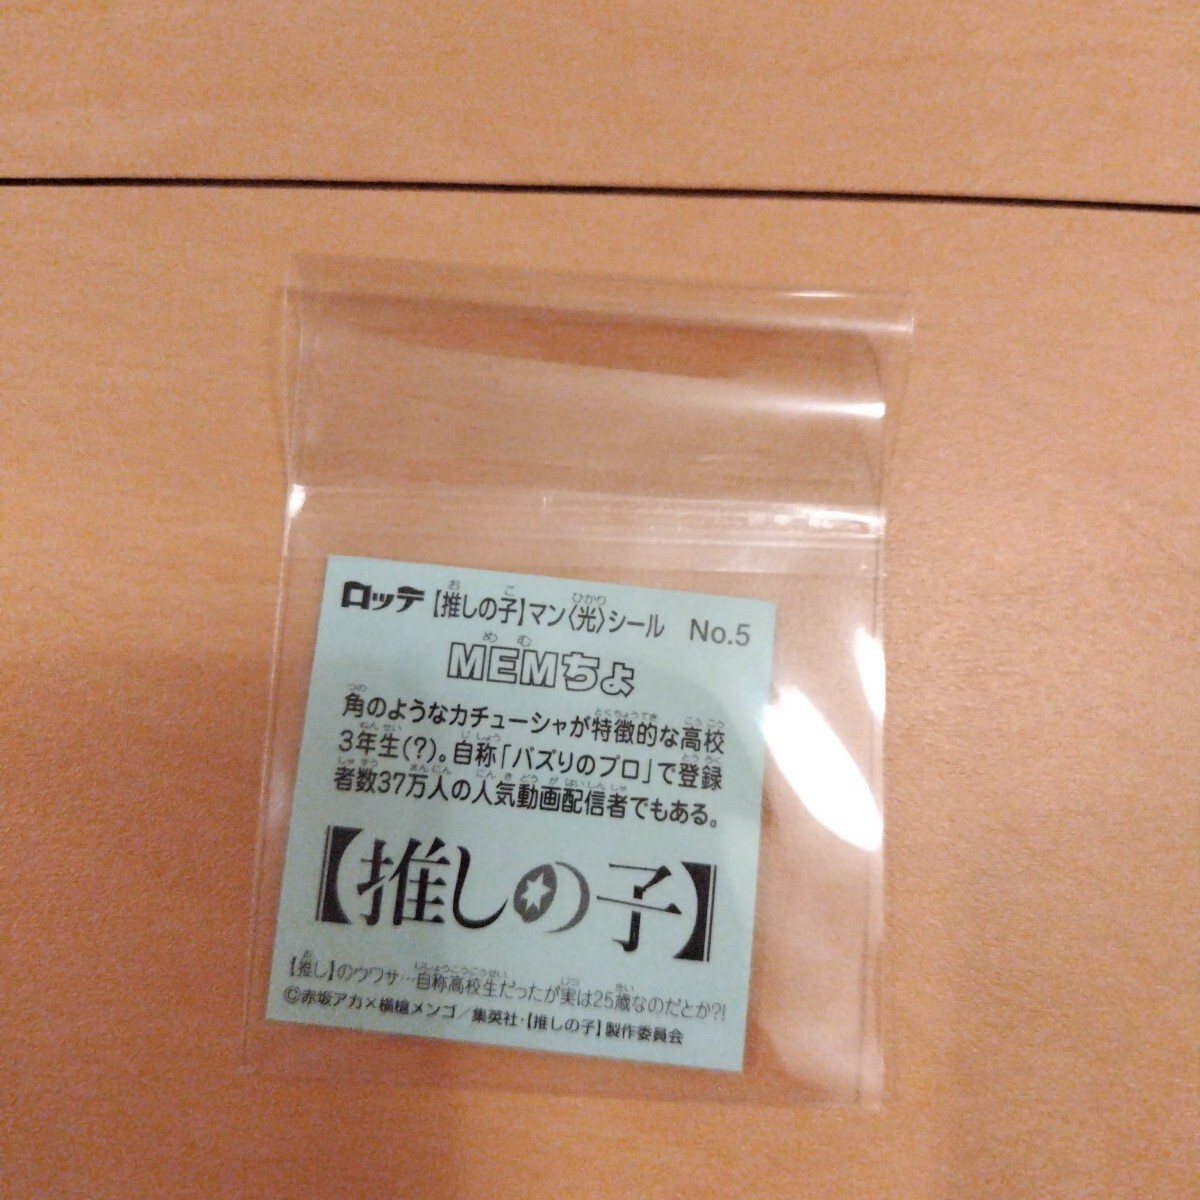 ロッテ 【推しの子】マン〈光〉シール No.5
MEMちょ
角のようなカチューシャが特徴的な高校
3年生(?)。自称「バズりのプロ」で登録
者数37万人の人気動画配信者でもある。
【推しの子】
【推し】のウワサ…自称高校生だったが実は25歳なのだとか?!
©赤坂アカ×横槍メンゴ／集英社・【推しの子】製作委員会